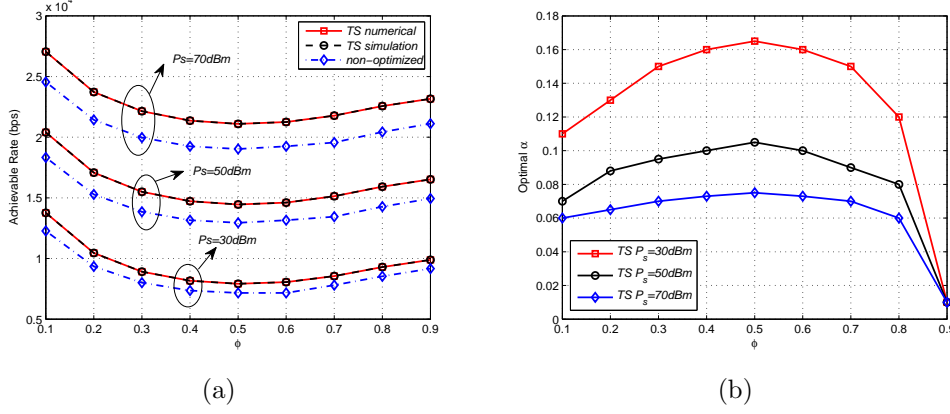 x 10⁴
3
2.5
2
1.5
1
0.5
Achievable Rate (bps)
TS numerical
TS simulation
non-optimized
Ps=70dBm
Ps=50dBm
Ps=30dBm
0.1 0.2 0.3 0.4 0.5 0.6 0.7 0.8 0.9
ϕ
(a)
0.18
0.16
0.14
0.12
0.1
0.08
0.06
0.04
0.02
0
Optimal α
TS P_s=30dBm
TS P_s=50dBm
TS P_s=70dBm
0.1 0.2 0.3 0.4 0.5 0.6 0.7 0.8 0.9
ϕ
(b)